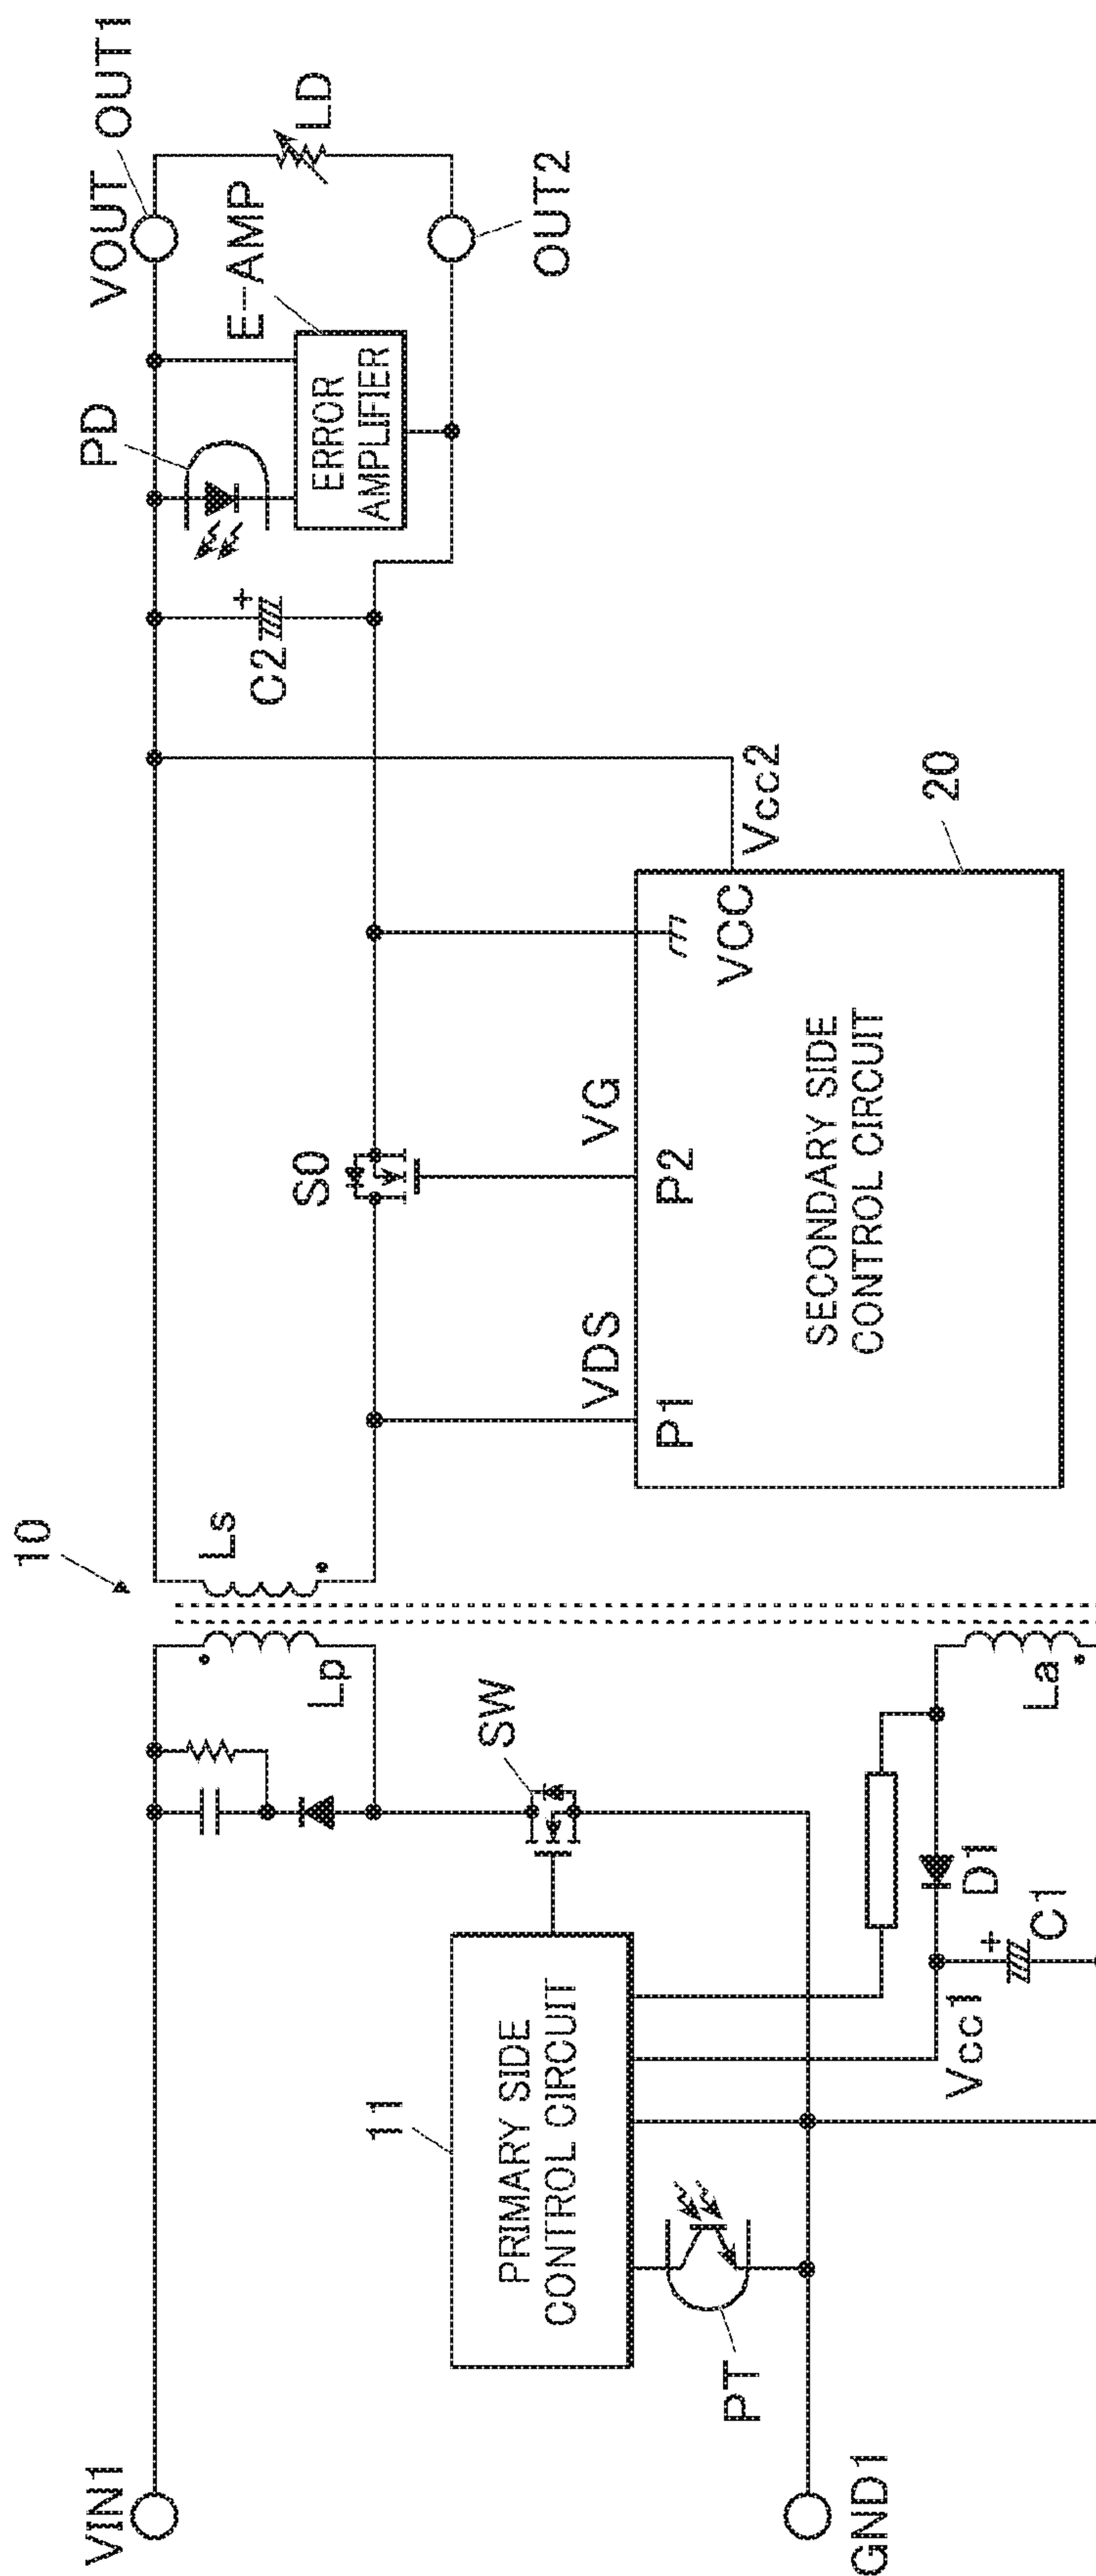 10
VIN1
GND1
11
PRIMARY SIDE
CONTROL CIRCUIT
PT
SW
Lp
Ls
La
D1
C1
+
Vcc1
S0
VDS
VG
P1
P2
VCC
Vcc2
SECONDARY SIDE
CONTROL CIRCUIT
20
C2
+
PD
ERROR
AMPLIFIER
E-AMP
VOUT
OUT1
LD
OUT2